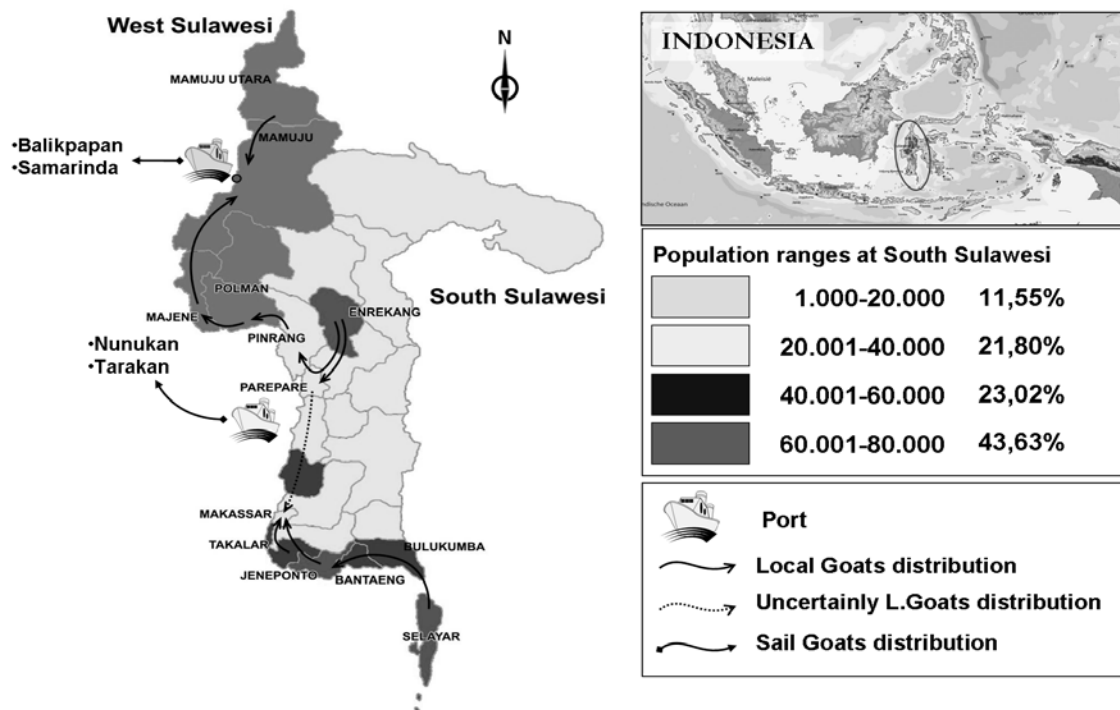 West Sulawesi
MAMUJU UTARA
MAMUJU
•Balikpapan
•Samarinda
N
POLMAN
MAJENE
South Sulawesi
ENREKANG
PINRANG
•Nunukan
•Tarakan
PAREPARE
MAKASSAR
TAKALAR
JENEPONTO
BANTAENG
BULUKUMBA
SELAYAR
INDONESIA
Brunei
Population ranges at South Sulawesi
1.000-20.000 11,55%
20.001-40.000 21,80%
40.001-60.000 23,02%
60.001-80.000 43,63%
Port
Local Goats distribution
Uncertainly L.Goats distribution
Sail Goats distribution